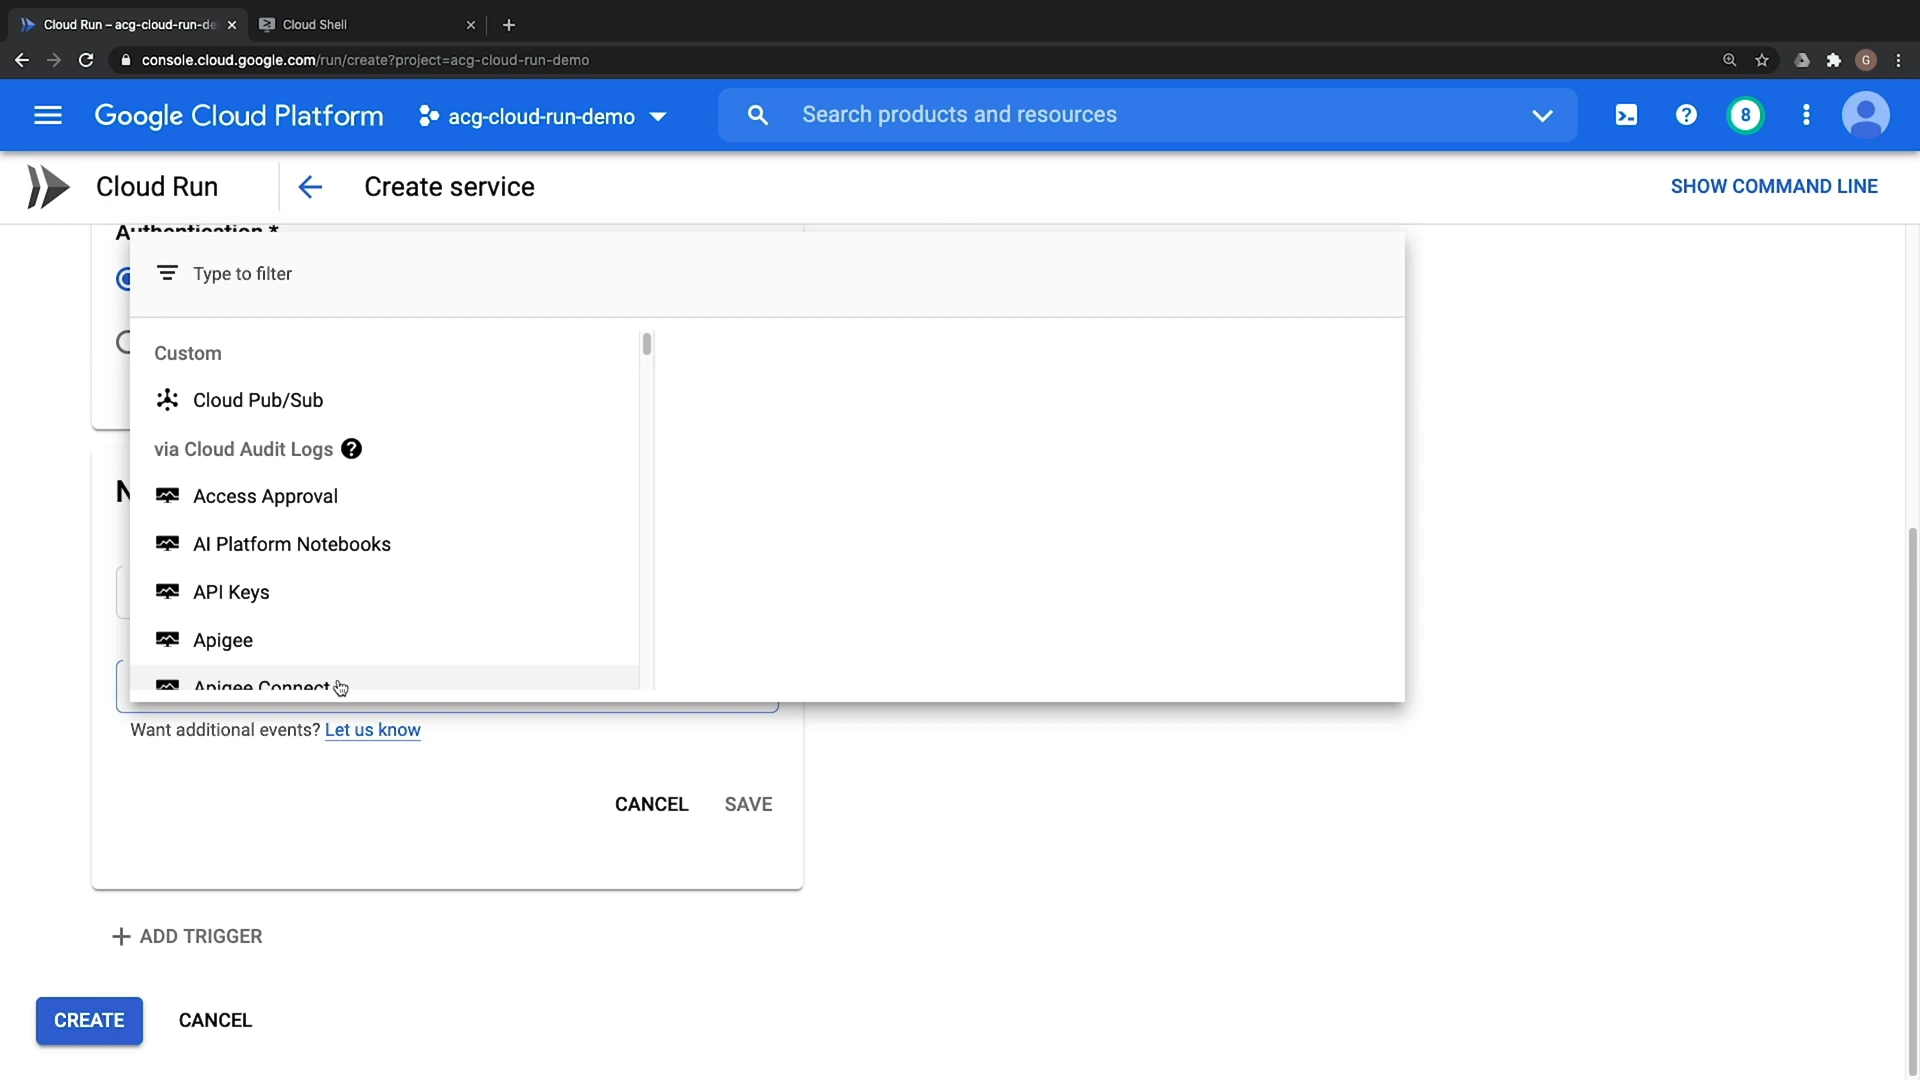 Cloud Run – acg-cloud-run-de
Cloud Shell
console.cloud.google.com/run/create?project=acg-cloud-run-demo
G
Google Cloud Platform
acg-cloud-run-demo
Search products and resources
8
Cloud Run
Create service
SHOW COMMAND LINE
Authentication *
Type to filter
Custom
Cloud Pub/Sub
via Cloud Audit Logs
Access Approval
AI Platform Notebooks
API Keys
Apigee
Apigee Connect
Want additional events? Let us know
CANCEL
SAVE
ADD TRIGGER
CREATE
CANCEL